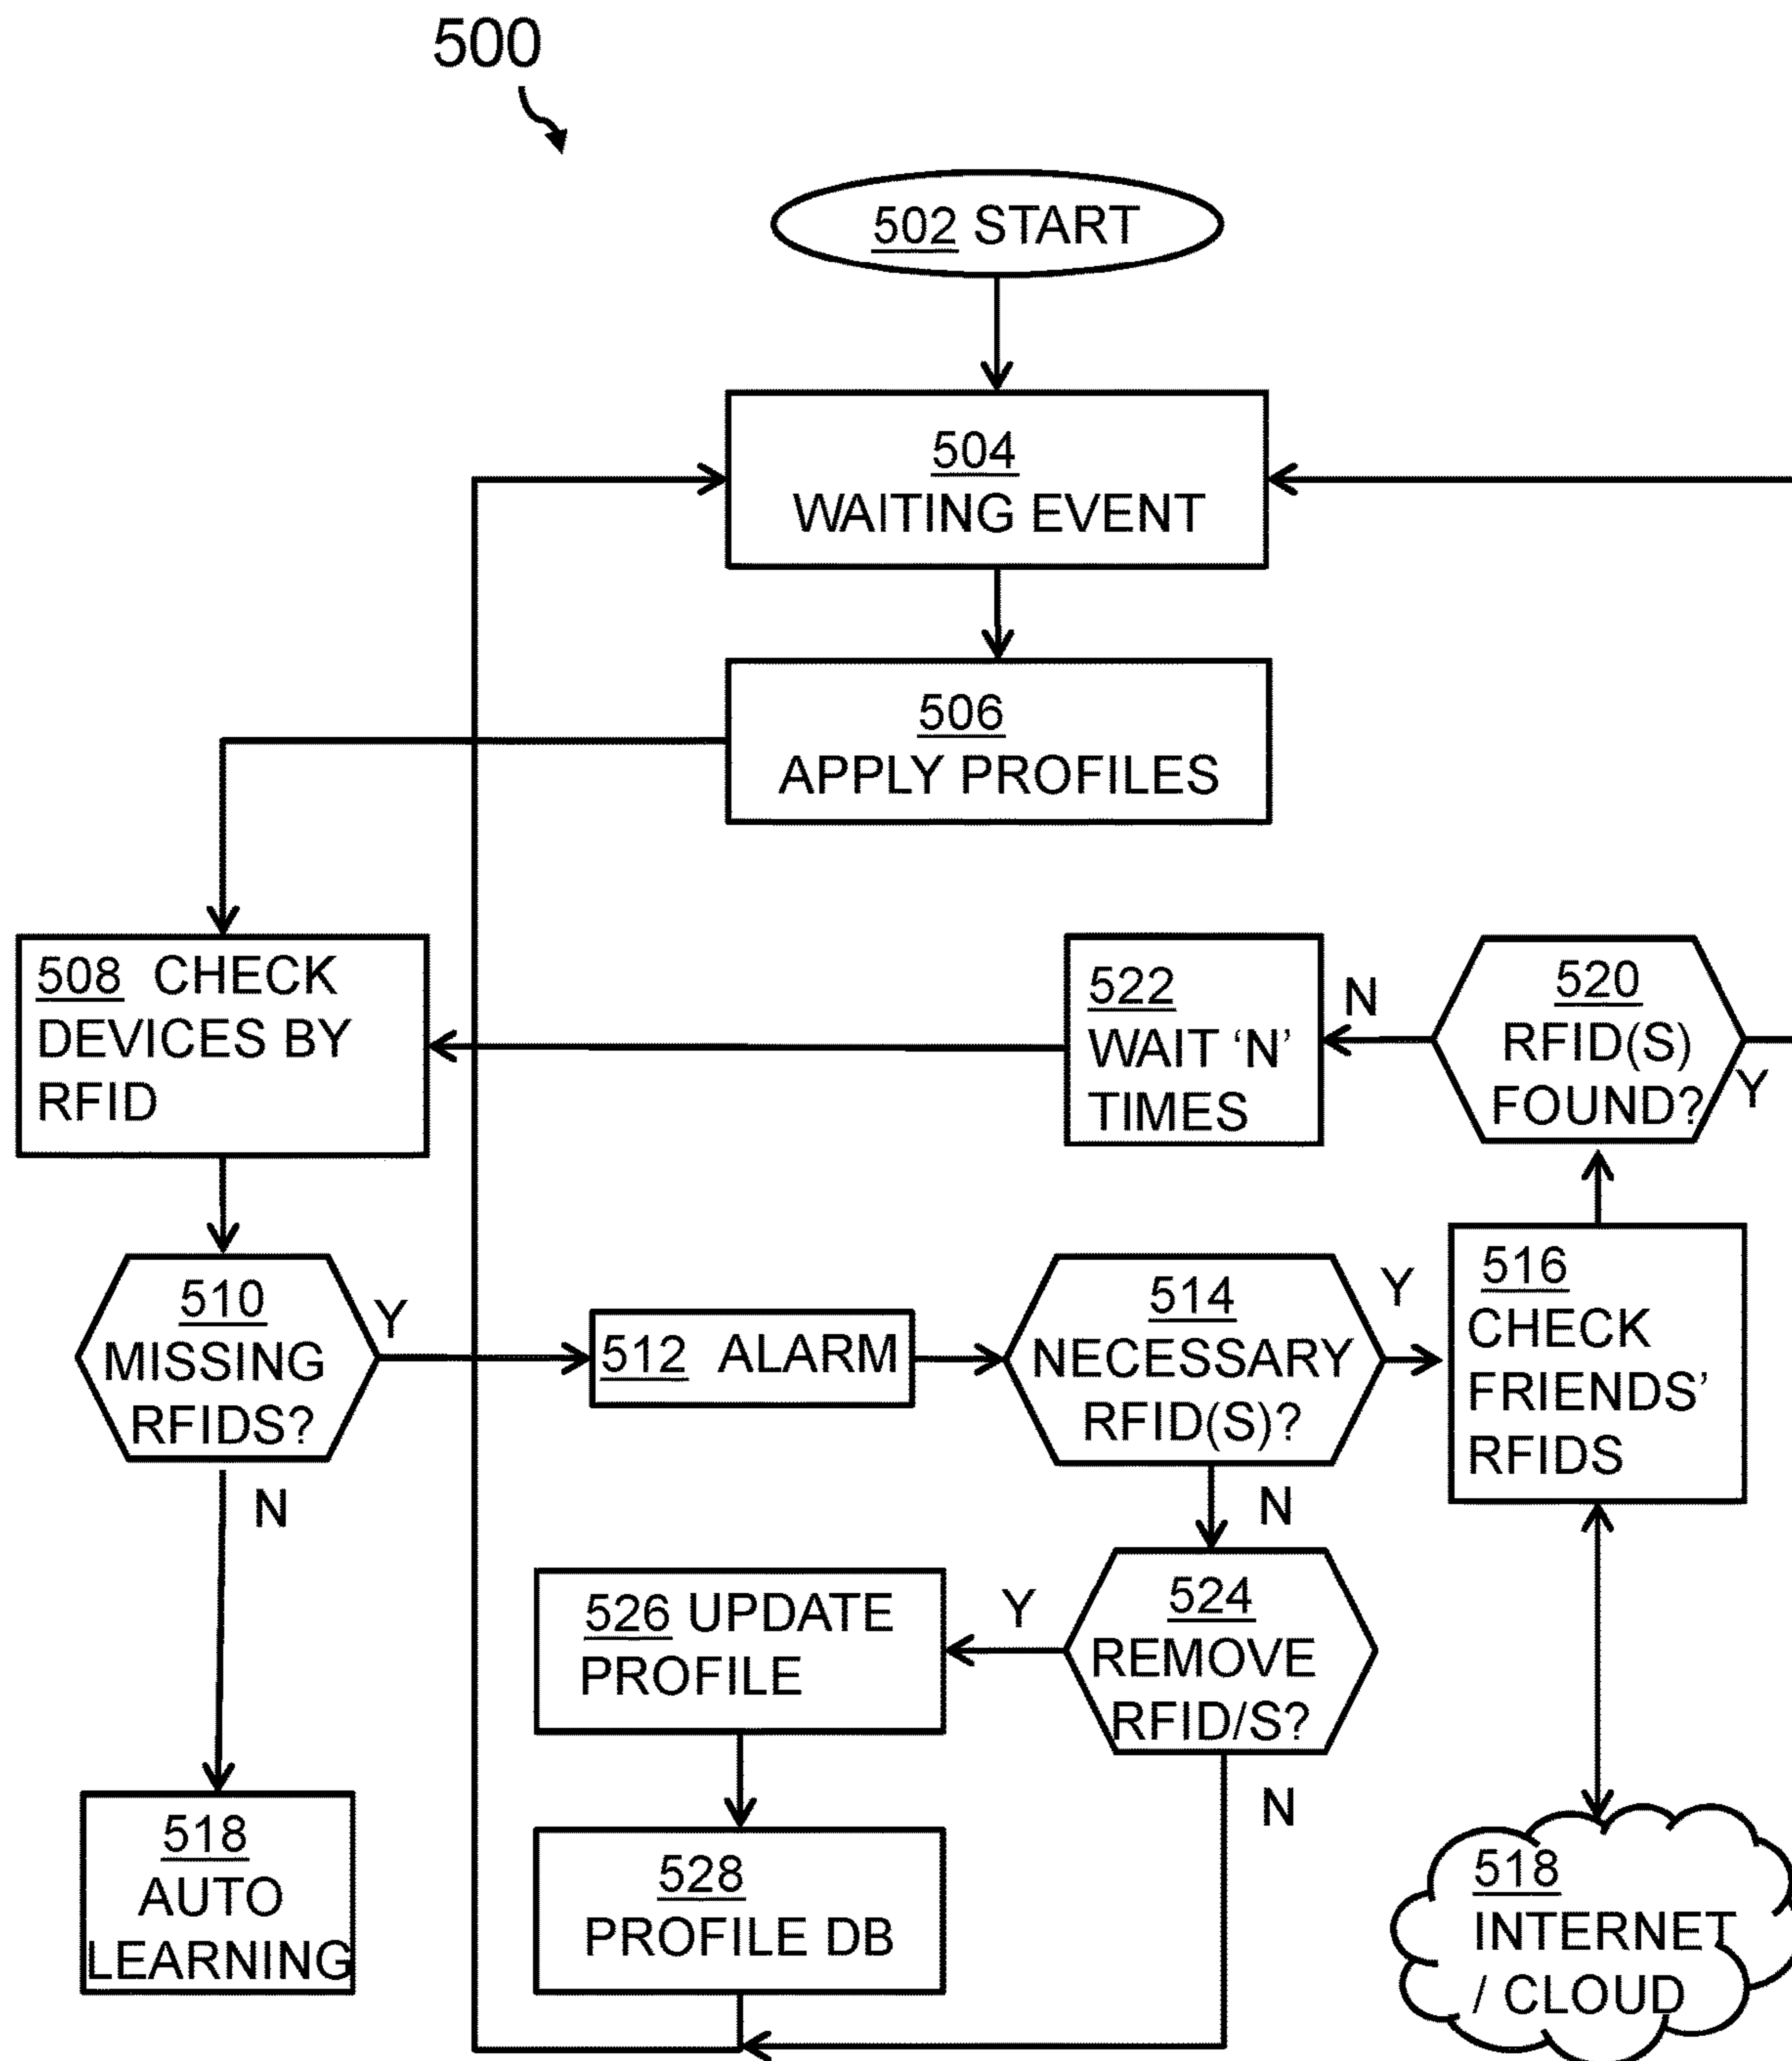 500
502 START
504
WAITING EVENT
506
APPLY PROFILES
508 CHECK
DEVICES BY
RFID
522
WAIT ‘N’
TIMES
N
520
RFID(S)
FOUND?
Y
510
MISSING
RFIDS?
Y
N
512 ALARM
514
NECESSARY
RFID(S)?
Y
N
516
CHECK
FRIENDS’
RFIDS
526 UPDATE
PROFILE
Y
524
REMOVE
RFID/S?
N
518
AUTO
LEARNING
528
PROFILE DB
518
INTERNET
/ CLOUD